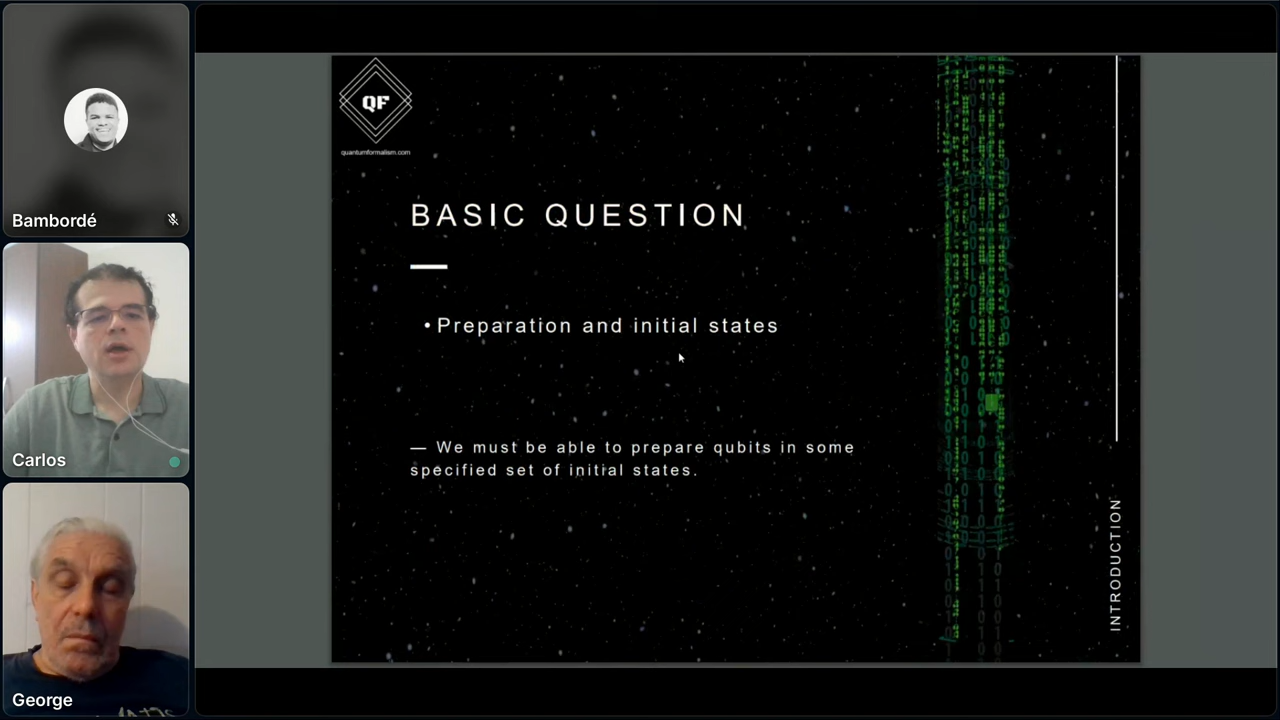 Bambordé
Carlos
George
QF
quantumformalism.com
BASIC QUESTION
• Preparation and initial states
— We must be able to prepare qubits in some
specified set of initial states.
INTRODUCTION